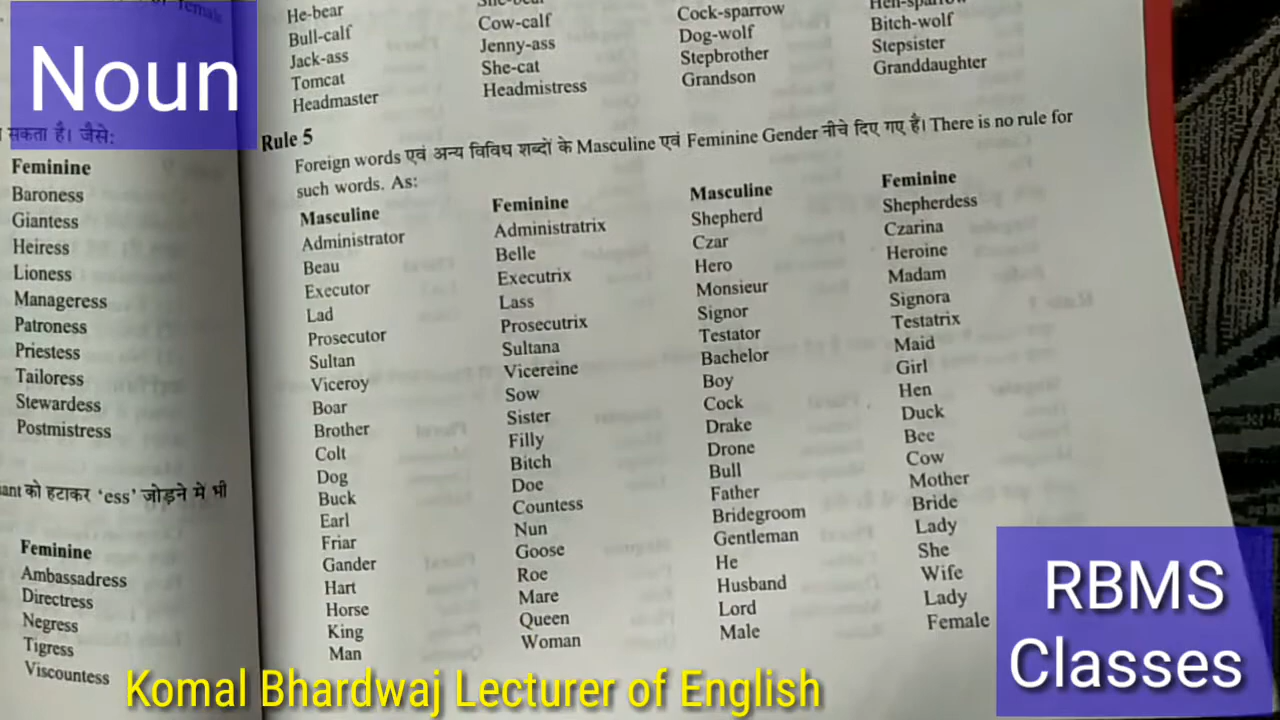 Noun
सकता है। जैसे:
Feminine
Baroness
Giantess
Heiress
Lioness
Manageress
Patroness
Priestess
Tailoress
Stewardess
Postmistress
को हटाकर 'ess' जोड़ने में भी
Feminine
Ambassadress
Directress
Negress
Tigress
Viscountess
He-bear
Bull-calf Cow-calf Cock-sparrow Hen-sparrow
Jack-ass Jenny-ass Dog-wolf Bitch-wolf
Tomcat She-cat Stepbrother Stepsister
Headmaster Headmistress Grandson Granddaughter
Rule 5
Foreign words एवं अन्य विविध शब्दों के Masculine एवं Feminine Gender नीचे दिए गए हैं। There is no rule for
such words. As:
Masculine Feminine Masculine Feminine
Administrator Administratrix Shepherd Shepherdess
Beau Belle Czar Czarina
Executor Executrix Hero Heroine
Lad Lass Monsieur Madam
Prosecutor Prosecutrix Signor Signora
Sultan Sultana Testator Testatrix
Viceroy Vicereine Bachelor Maid
Boar Sow Boy Girl
Brother Sister Cock Hen
Colt Filly Drake Duck
Dog Bitch Drone Bee
Buck Doe Bull Cow
Earl Countess Father Mother
Friar Nun Bridegroom Bride
Gander Goose Gentleman Lady
Hart Roe He She
Horse Mare Husband Wife
King Queen Lord Lady
Man Woman Male Female
RBMS
Classes
Komal Bhardwaj Lecturer of English